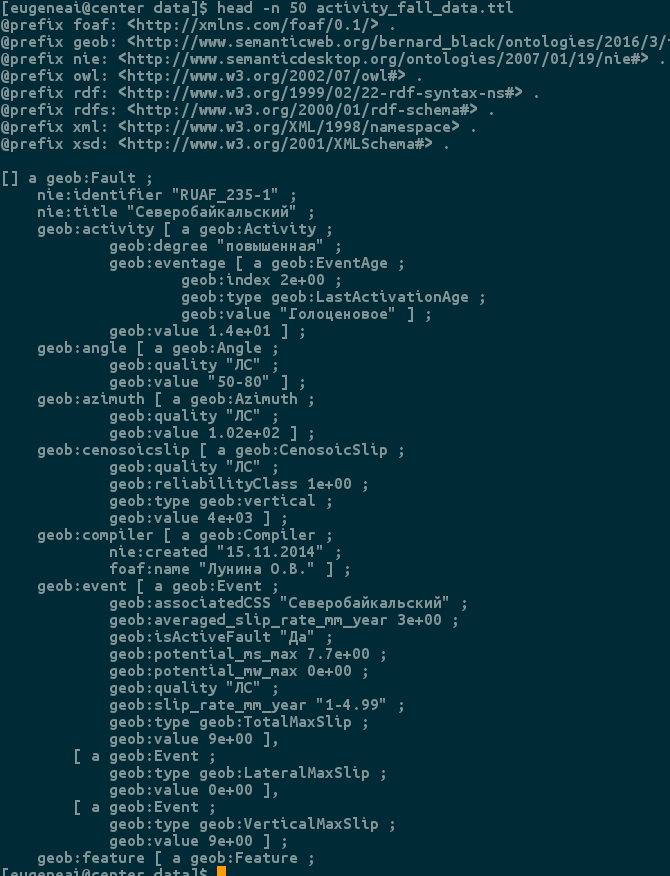 [eugeneai@center data]$ head -n 50 activity_fall_data.ttl
@prefix foaf: <http://xmlns.com/foaf/0.1/> .
@prefix geob: <http://www.semanticweb.org/bernard_black/ontologies/2016/3/
@prefix nie: <http://www.semanticdesktop.org/ontologies/2007/01/19/nie#> .
@prefix owl: <http://www.w3.org/2002/07/owl#> .
@prefix rdf: <http://www.w3.org/1999/02/22-rdf-syntax-ns#> .
@prefix rdfs: <http://www.w3.org/2000/01/rdf-schema#> .
@prefix xml: <http://www.w3.org/XML/1998/namespace> .
@prefix xsd: <http://www.w3.org/2001/XMLSchema#> .

[] a geob:Fault ;
    nie:identifier "RUAF_235-1" ;
    nie:title "Северобайкальский" ;
    geob:activity [ a geob:Activity ;
            geob:degree "повышенная" ;
            geob:eventage [ a geob:EventAge ;
                    geob:index 2e+00 ;
                    geob:type geob:LastActivationAge ;
                    geob:value "Голоценовое" ] ;
            geob:value 1.4e+01 ] ;
    geob:angle [ a geob:Angle ;
            geob:quality "ЛС" ;
            geob:value "50-80" ] ;
    geob:azimuth [ a geob:Azimuth ;
            geob:quality "ЛС" ;
            geob:value 1.02e+02 ] ;
    geob:cenosoicslip [ a geob:CenosoicSlip ;
            geob:quality "ЛС" ;
            geob:reliabilityClass 1e+00 ;
            geob:type geob:vertical ;
            geob:value 4e+03 ] ;
    geob:compiler [ a geob:Compiler ;
            nie:created "15.11.2014" ;
            foaf:name "Лунина О.В." ] ;
    geob:event [ a geob:Event ;
            geob:associatedCSS "Северобайкальский" ;
            geob:averaged_slip_rate_mm_year 3e+00 ;
            geob:isActiveFault "Да" ;
            geob:potential_ms_max 7.7e+00 ;
            geob:potential_mw_max 0e+00 ;
            geob:quality "ЛС" ;
            geob:slip_rate_mm_year "1-4.99" ;
            geob:type geob:TotalMaxSlip ;
            geob:value 9e+00 ],
        [ a geob:Event ;
            geob:type geob:LateralMaxSlip ;
            geob:value 0e+00 ],
        [ a geob:Event ;
            geob:type geob:VerticalMaxSlip ;
            geob:value 9e+00 ] ;
    geob:feature [ a geob:Feature ;
[eugeneai@center data]$